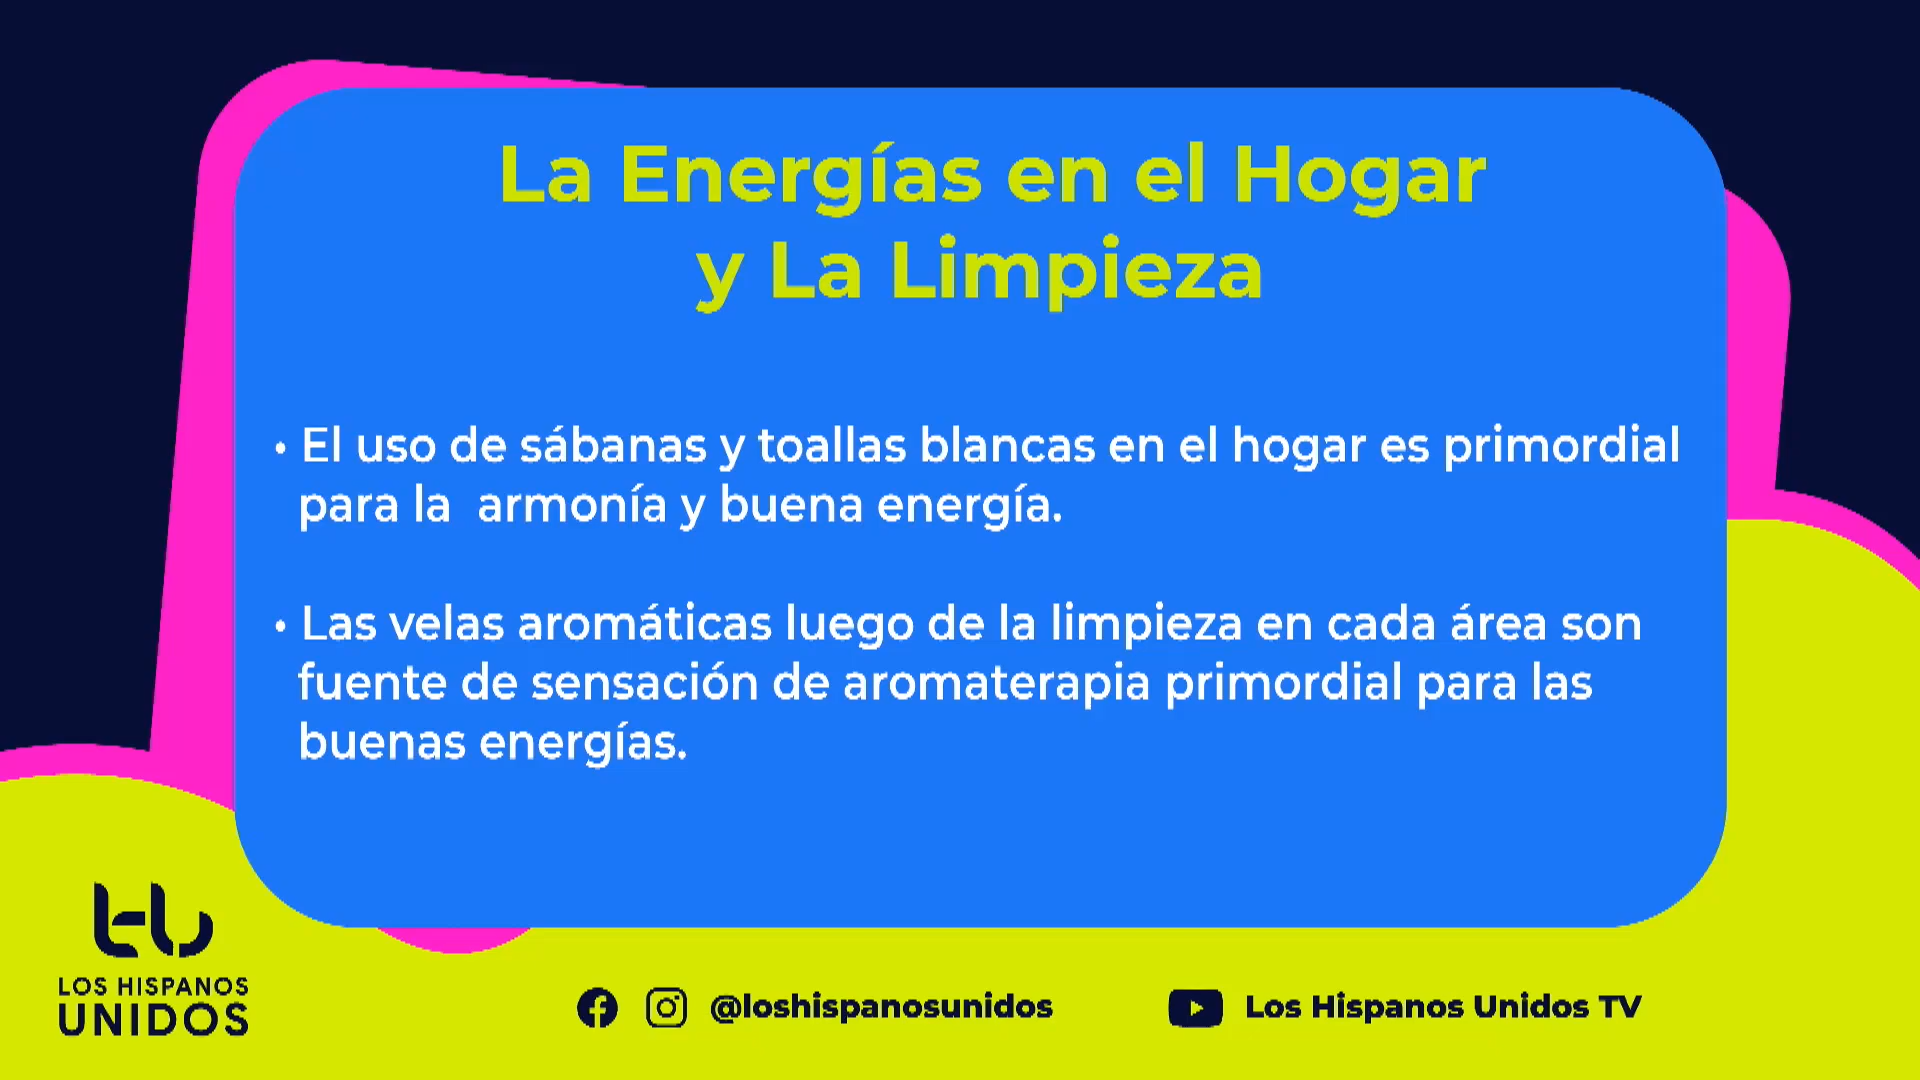 La Energías en el Hogar
y La Limpieza
• El uso de sábanas y toallas blancas en el hogar es primordial
para la  armonía y buena energía.
• Las velas aromáticas luego de la limpieza en cada área son
fuente de sensación de aromaterapia primordial para las
buenas energías.
LOS HISPANOS
UNIDOS
@loshispanosunidos
Los Hispanos Unidos TV